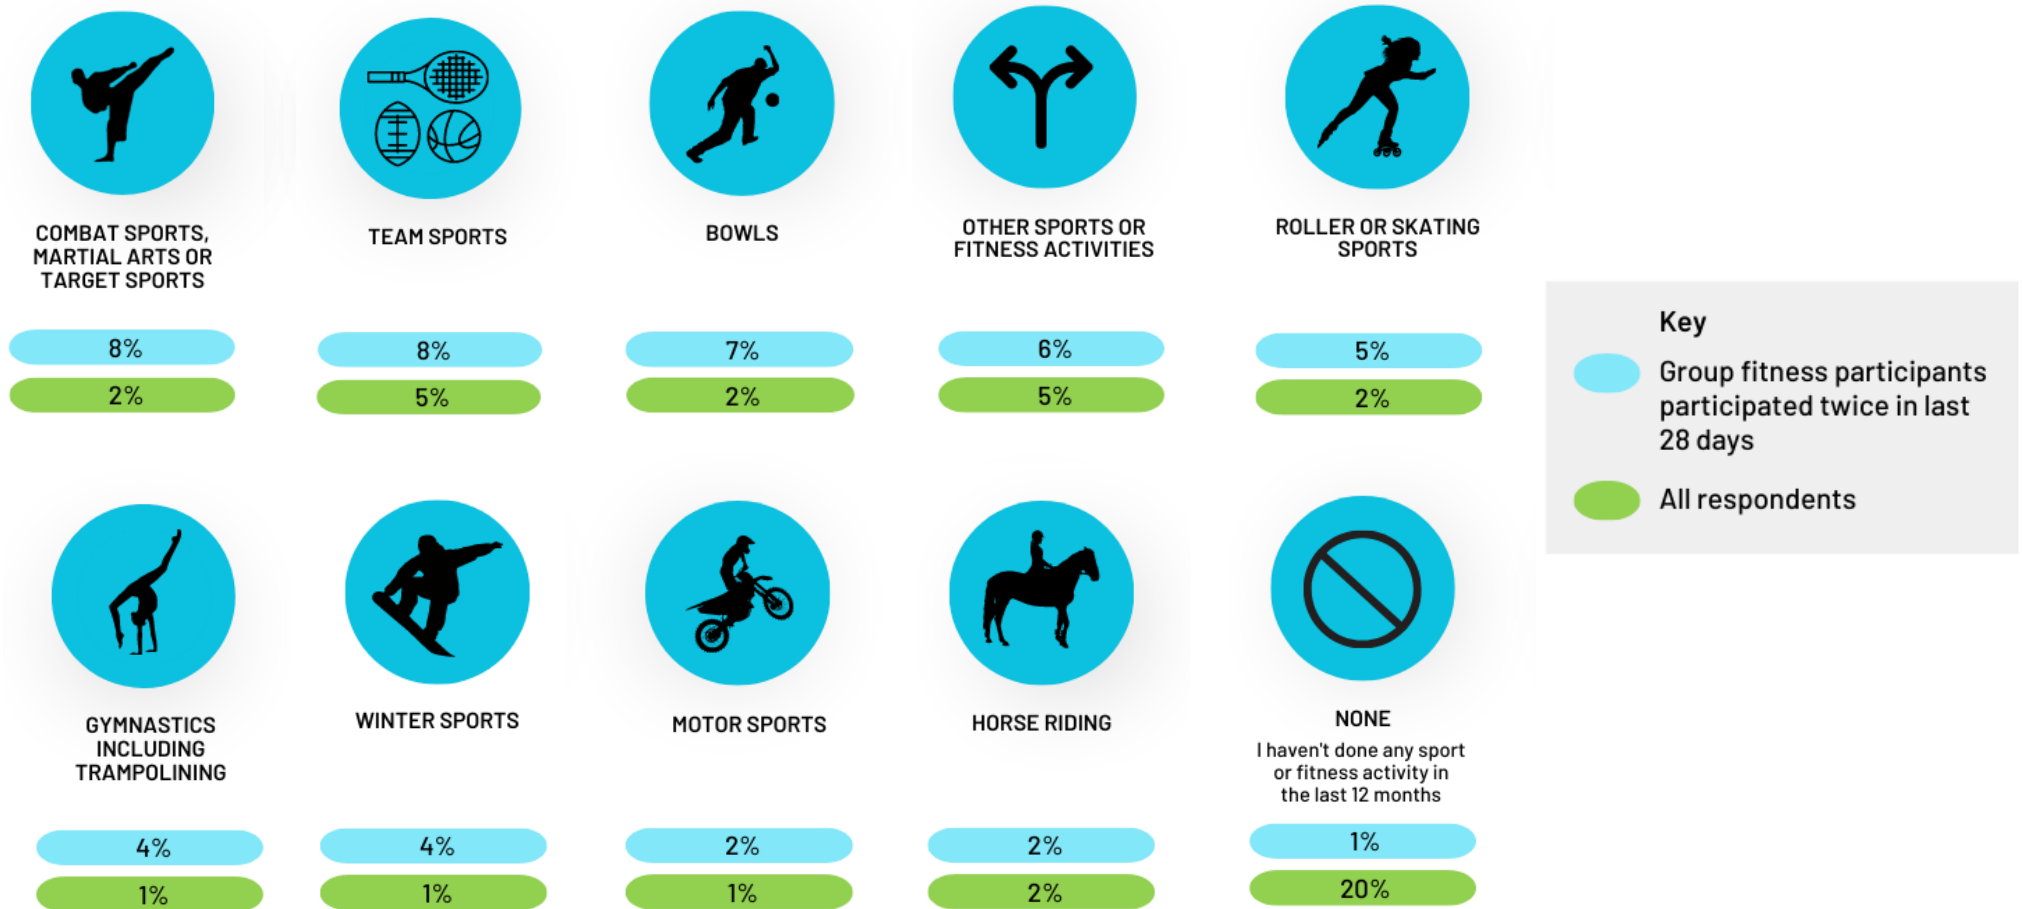 COMBAT SPORTS,
MARTIAL ARTS OR
TARGET SPORTS
8%
2%
TEAM SPORTS
8%
5%
BOWLS
7%
2%
OTHER SPORTS OR
FITNESS ACTIVITIES
6%
5%
ROLLER OR SKATING
SPORTS
5%
2%
GYMNASTICS
INCLUDING
TRAMPOLINING
4%
1%
WINTER SPORTS
4%
1%
MOTOR SPORTS
2%
1%
HORSE RIDING
2%
2%
NONE
I haven't done any sport
or fitness activity in
the last 12 months
1%
20%
Key
Group fitness participants
participated twice in last
28 days
All respondents